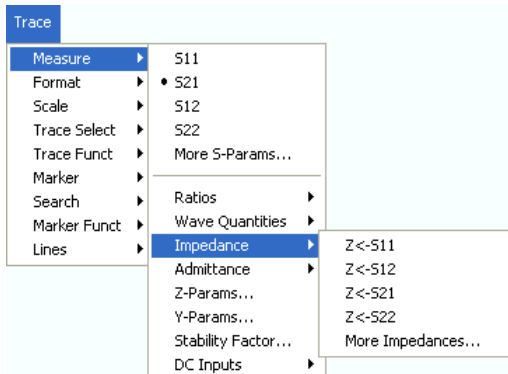 Trace
Measure
Format
Scale
Trace Select
Trace Funct
Marker
Search
Marker Funct
Lines
S11
• S21
S12
S22
More S-Params...
Ratios
Wave Quantities
Impedance
Admittance
Z-Params...
Y-Params...
Stability Factor...
DC Inputs
Z<-S11
Z<-S12
Z<-S21
Z<-S22
More Impedances...